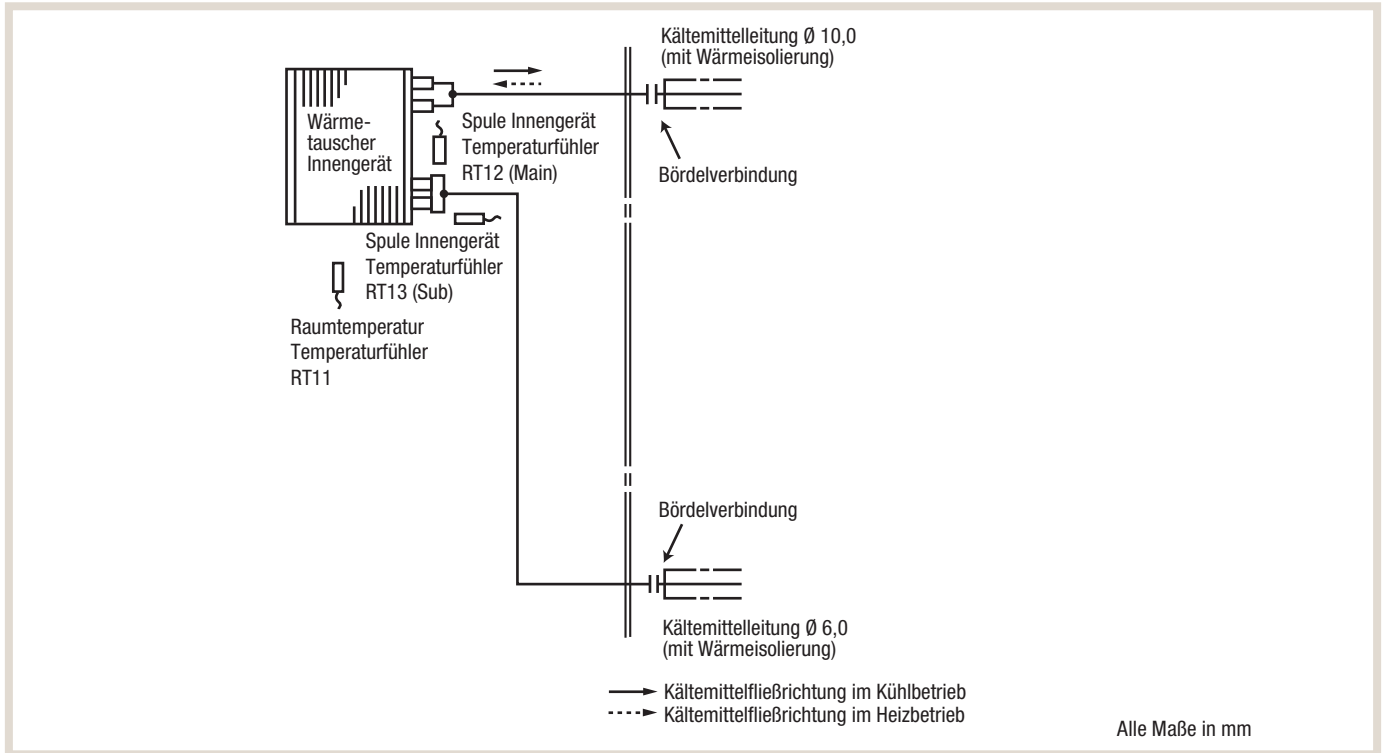 Kältemittelleitung Ø 10,0
(mit Wärmeisolierung)
Wärme-
tauscher
Innengerät
Spule Innengerät
Temperaturfühler
RT12 (Main)
Bördelverbindung
Spule Innengerät
Temperaturfühler
RT13 (Sub)
Raumtemperatur
Temperaturfühler
RT11
Bördelverbindung
Kältemittelleitung Ø 6,0
(mit Wärmeisolierung)
Kältemittelfließrichtung im Kühlbetrieb
Kältemittelfließrichtung im Heizbetrieb
Alle Maße in mm